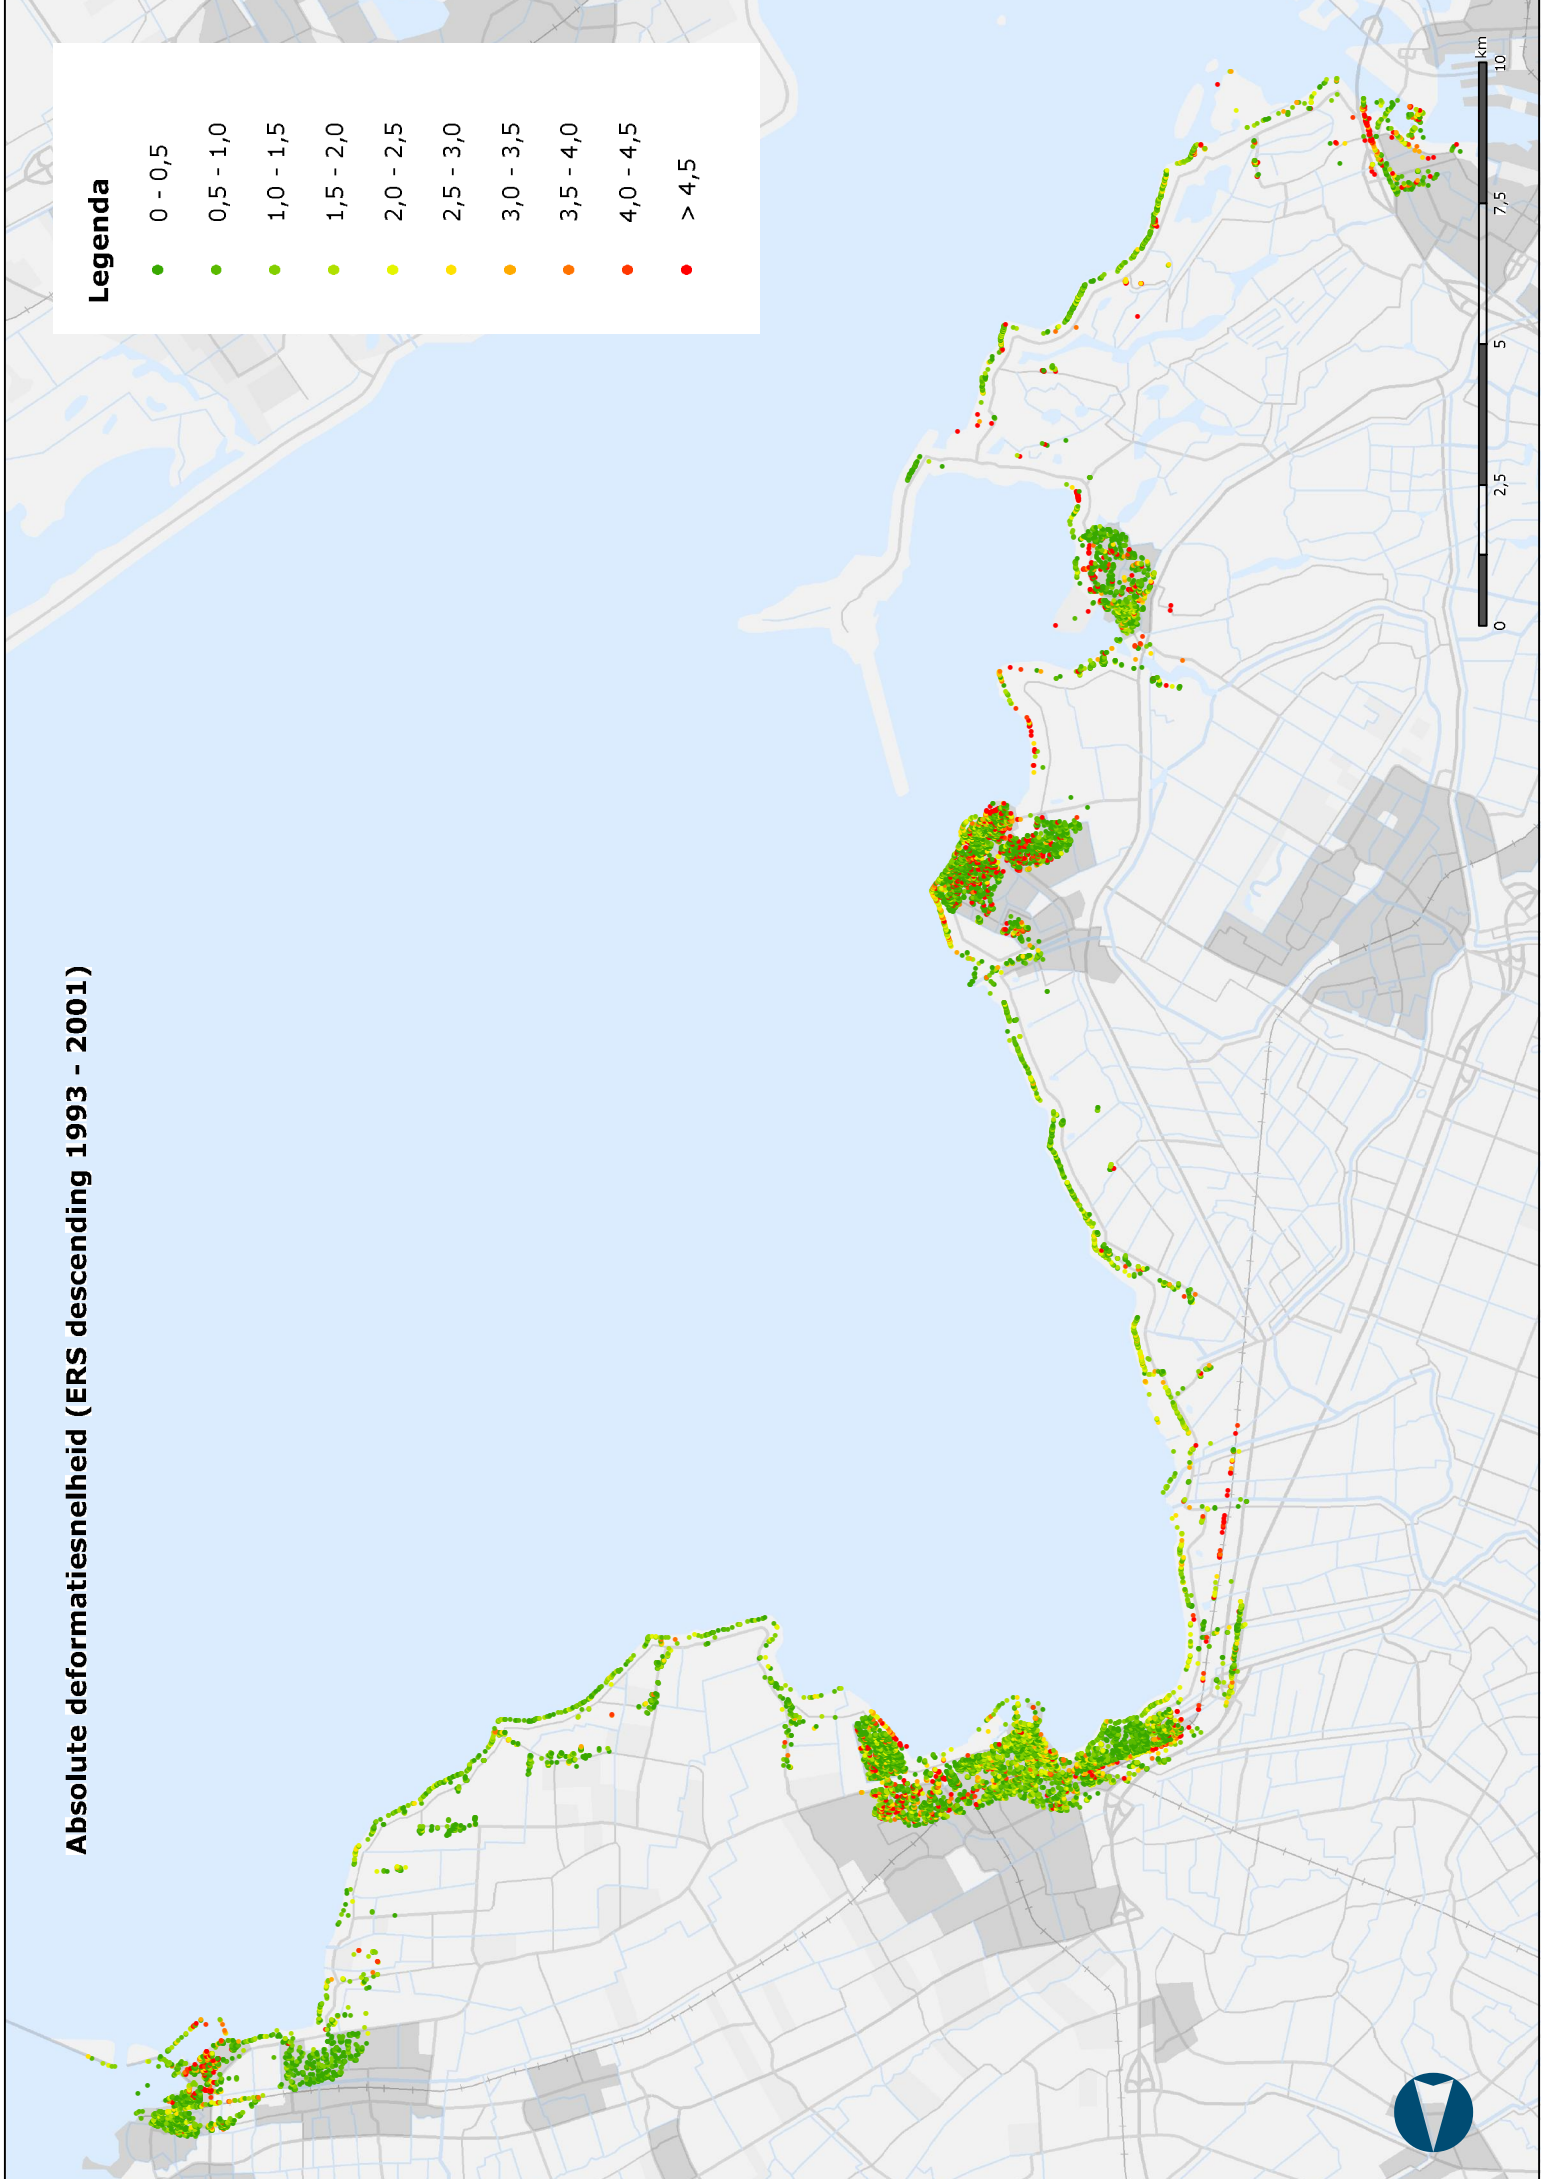 Absolute deformatiesnelheid (ERS descending 1993 - 2001)
Legenda
0 - 0,5
0,5 - 1,0
1,0 - 1,5
1,5 - 2,0
2,0 - 2,5
2,5 - 3,0
3,0 - 3,5
3,5 - 4,0
4,0 - 4,5
> 4,5
km
0 2,5 5 7,5 10